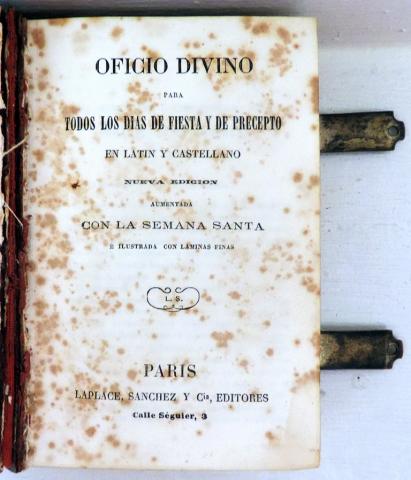 OFICIO DIVINO
PARA
TODOS LOS DIAS DE FIESTA Y DE PRECEPTO
EN LATIN Y CASTELLANO
NUEVA EDICION
AUMENTADA
CON LA SEMANA SANTA
É ILUSTRADA CON LÁMINAS FINAS
L. S.
PARIS
LAPLACE, SANCHEZ Y Cia, EDITORES
Calle Séguier, 3